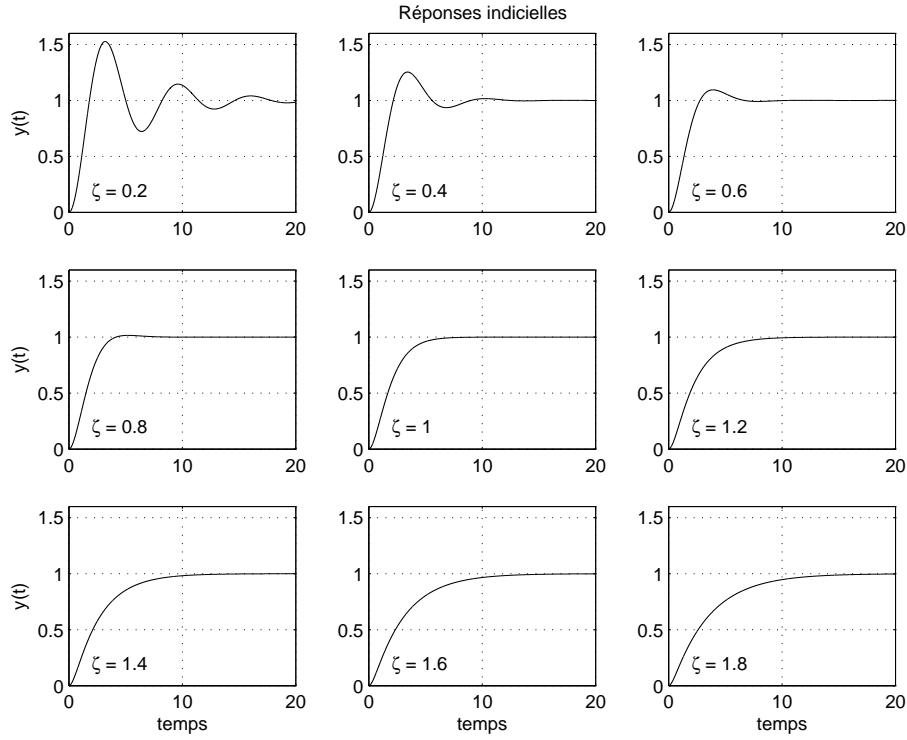 Réponses indicielles
1.5
1
0.5
0
y(t)
ζ = 0.2
0 10 20
1.5
1
0.5
0
ζ = 0.4
0 10 20
1.5
1
0.5
0
ζ = 0.6
0 10 20
1.5
1
0.5
0
y(t)
ζ = 0.8
0 10 20
1.5
1
0.5
0
ζ = 1
0 10 20
1.5
1
0.5
0
ζ = 1.2
0 10 20
1.5
1
0.5
0
y(t)
ζ = 1.4
0 10 20
temps
1.5
1
0.5
0
ζ = 1.6
0 10 20
temps
1.5
1
0.5
0
ζ = 1.8
0 10 20
temps